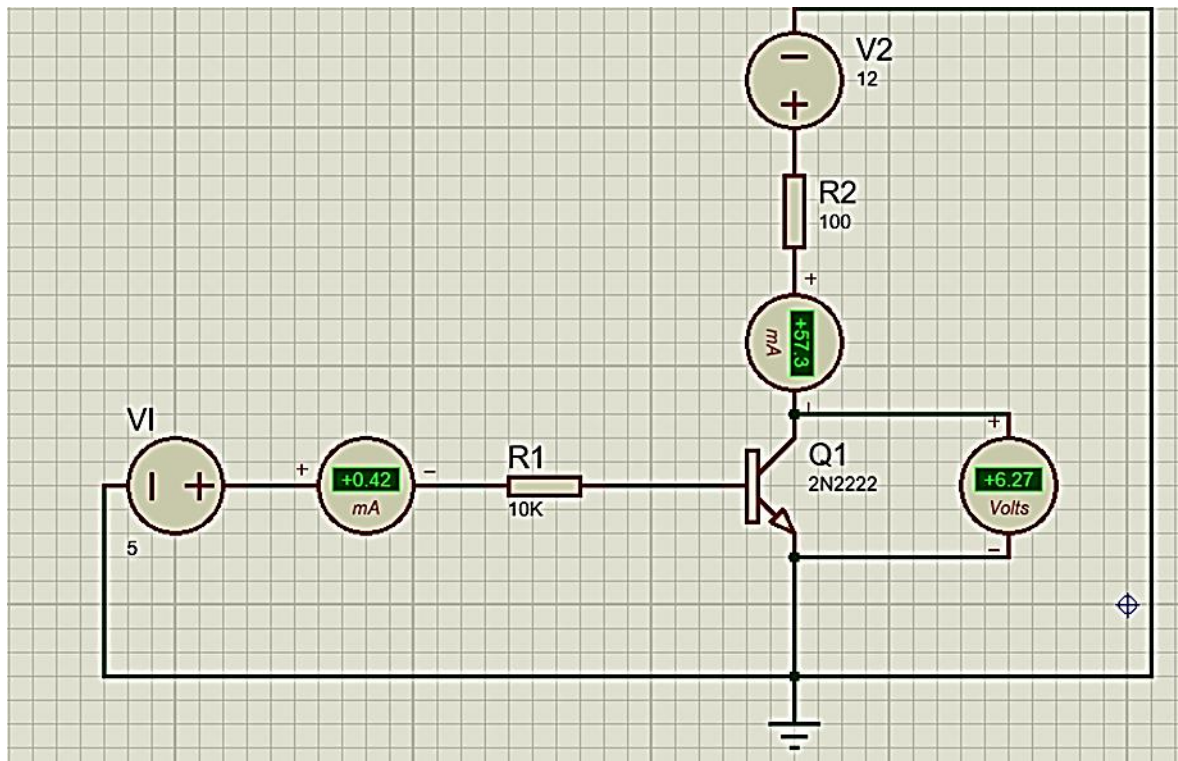 V2
12
R2
100
+
+57.3
mA
VI
5
+
+0.42
mA
−
R1
10K
Q1
2N2222
+
+6.27
Volts
−